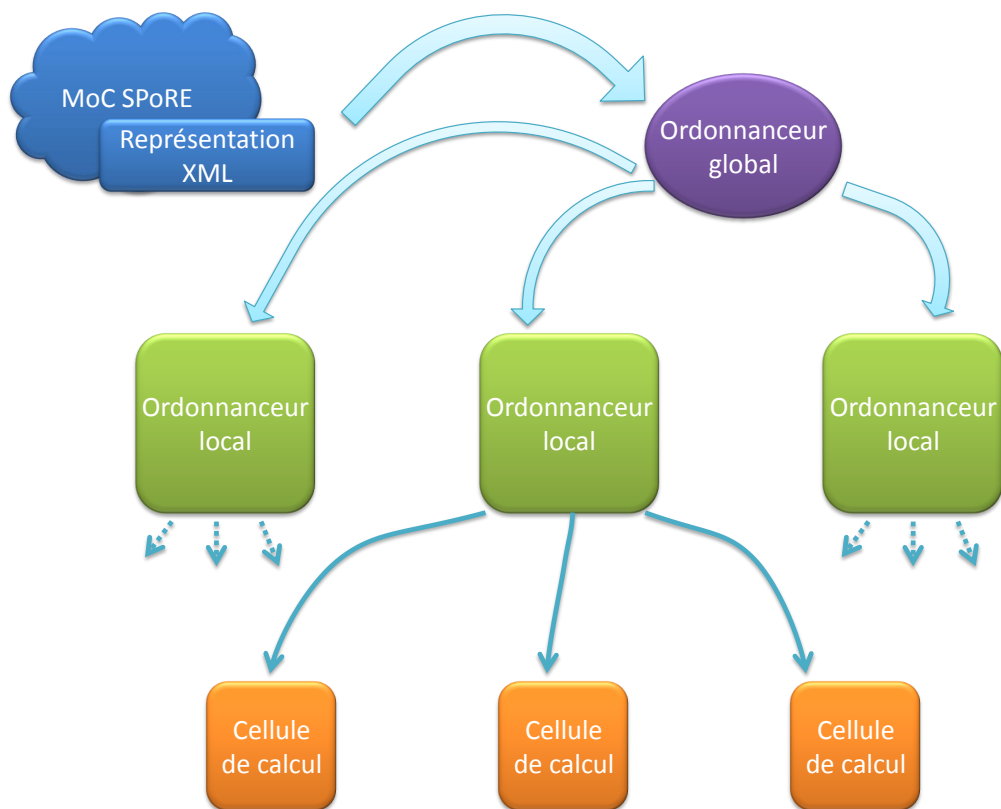 MoC SPoRE
Représentation
XML
Ordonnanceur
global
Ordonnanceur
local
Ordonnanceur
local
Ordonnanceur
local
Cellule
de calcul
Cellule
de calcul
Cellule
de calcul